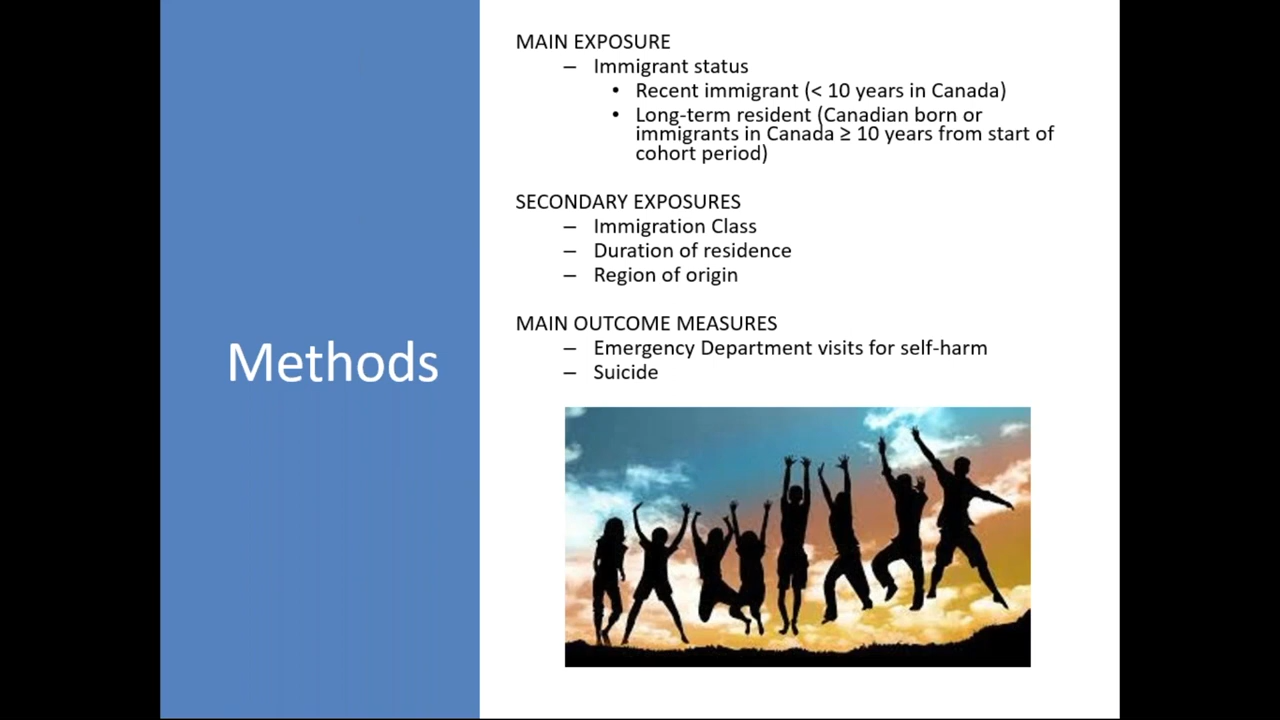 Methods
MAIN EXPOSURE
– Immigrant status
• Recent immigrant (< 10 years in Canada)
• Long-term resident (Canadian born or
immigrants in Canada ≥ 10 years from start of
cohort period)
SECONDARY EXPOSURES
– Immigration Class
– Duration of residence
– Region of origin
MAIN OUTCOME MEASURES
– Emergency Department visits for self-harm
– Suicide